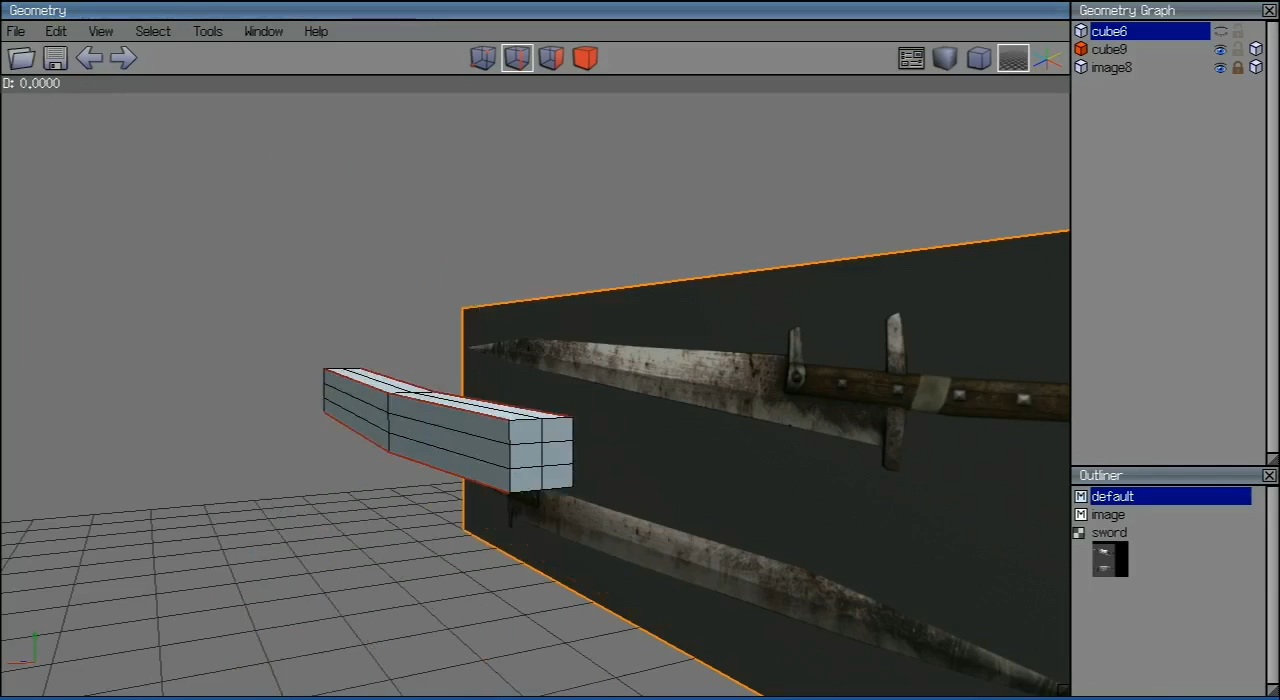 Geometry
File Edit View Select Tools Window Help
D: 0.0000
Geometry Graph
cube6
cube9
image8
Outliner
M default
M image
sword